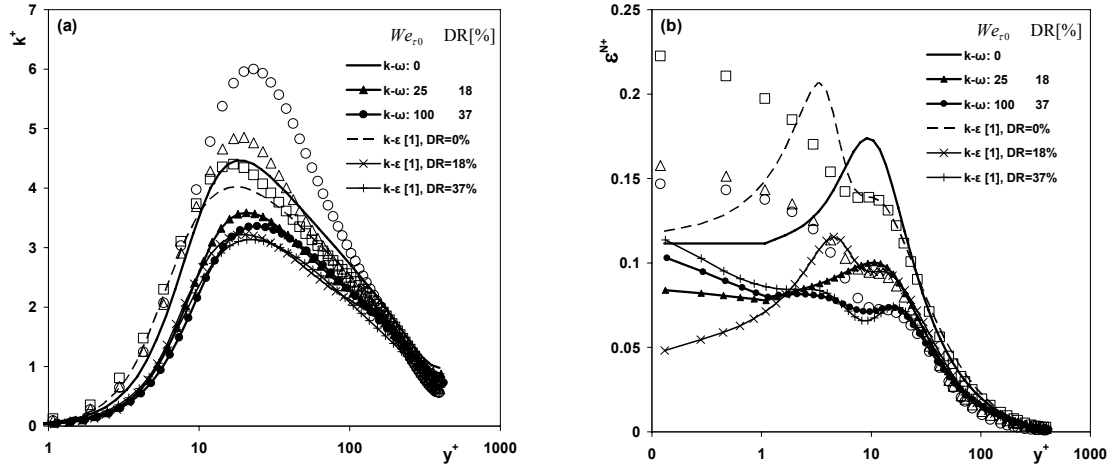 (a)
k+
7
6
5
4
3
2
1
0
1 10 100 1000
y+
Weτ0 DR[%]
k-ω: 0
k-ω: 25 18
k-ω: 100 37
k-ε [1], DR=0%
k-ε [1], DR=18%
k-ε [1], DR=37%
(b)
εN+
0.25
0.2
0.15
0.1
0.05
0
0 1 10 100 1000
y+
Weτ0 DR[%]
k-ω: 0
k-ω: 25 18
k-ω: 100 37
k-ε [1], DR=0%
k-ε [1], DR=18%
k-ε [1], DR=37%